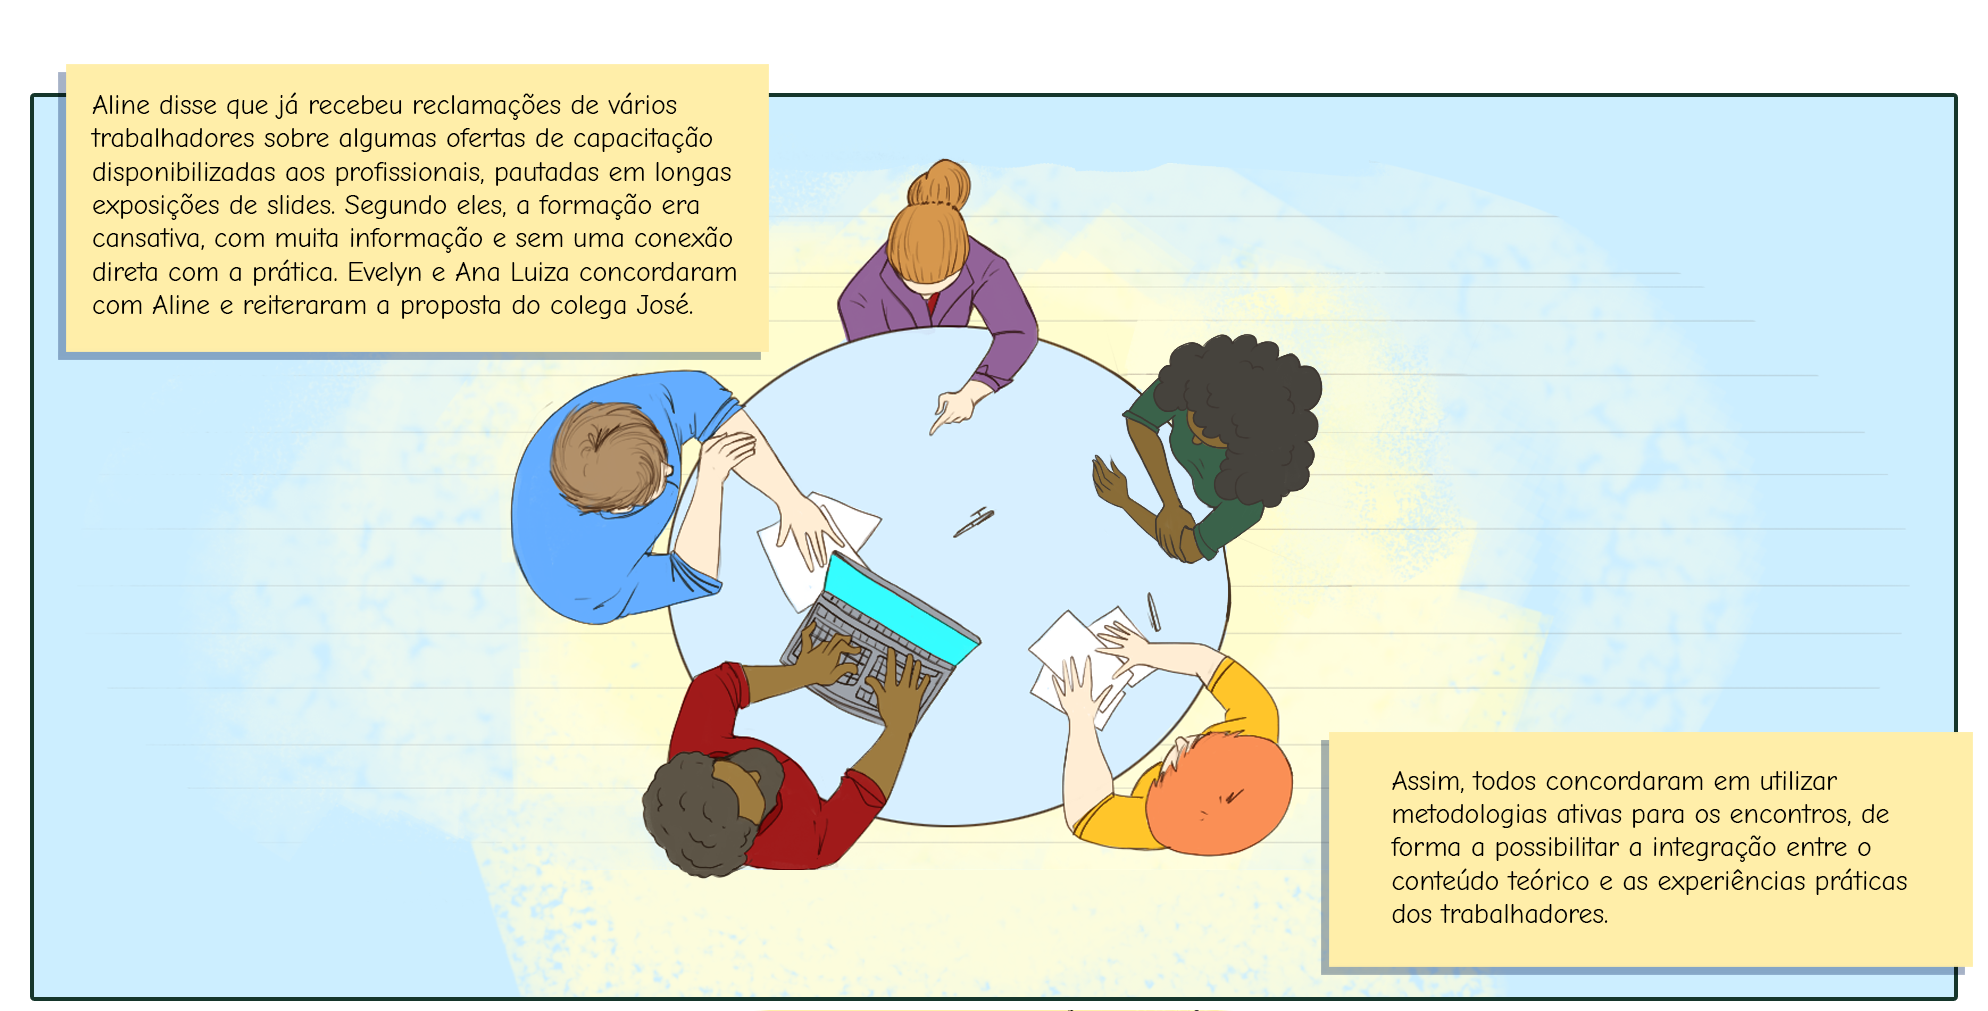 Aline disse que já recebeu reclamações de vários
trabalhadores sobre algumas ofertas de capacitação
disponibilizadas aos profissionais, pautadas em longas
exposições de slides. Segundo eles, a formação era
cansativa, com muita informação e sem uma conexão
direta com a prática. Evelyn e Ana Luiza concordaram
com Aline e reiteraram a proposta do colega José.
Assim, todos concordaram em utilizar
metodologias ativas para os encontros, de
forma a possibilitar a integração entre o
conteúdo teórico e as experiências práticas
dos trabalhadores.